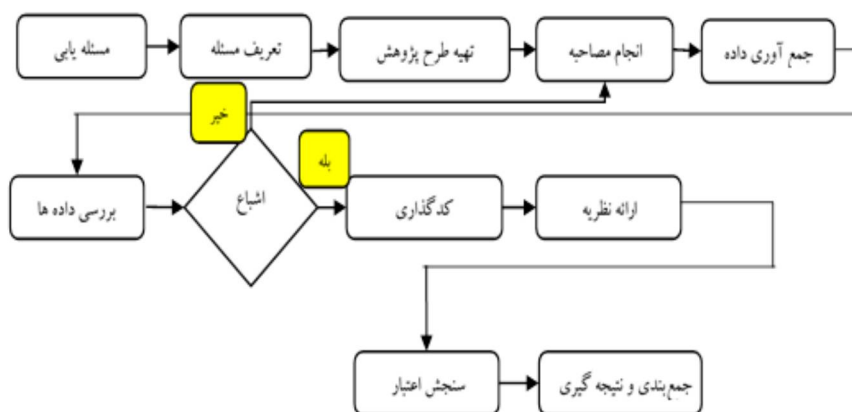 مسئله یابی
تعریف مسئله
تهیه طرح پژوهش
انجام مصاحبه
جمع آوری داده
خیر
بله
بررسی داده ها
اشباع
کدگذاری
ارائه نظریه
سنجش اعتبار
جمع‌بندی و نتیجه گیری